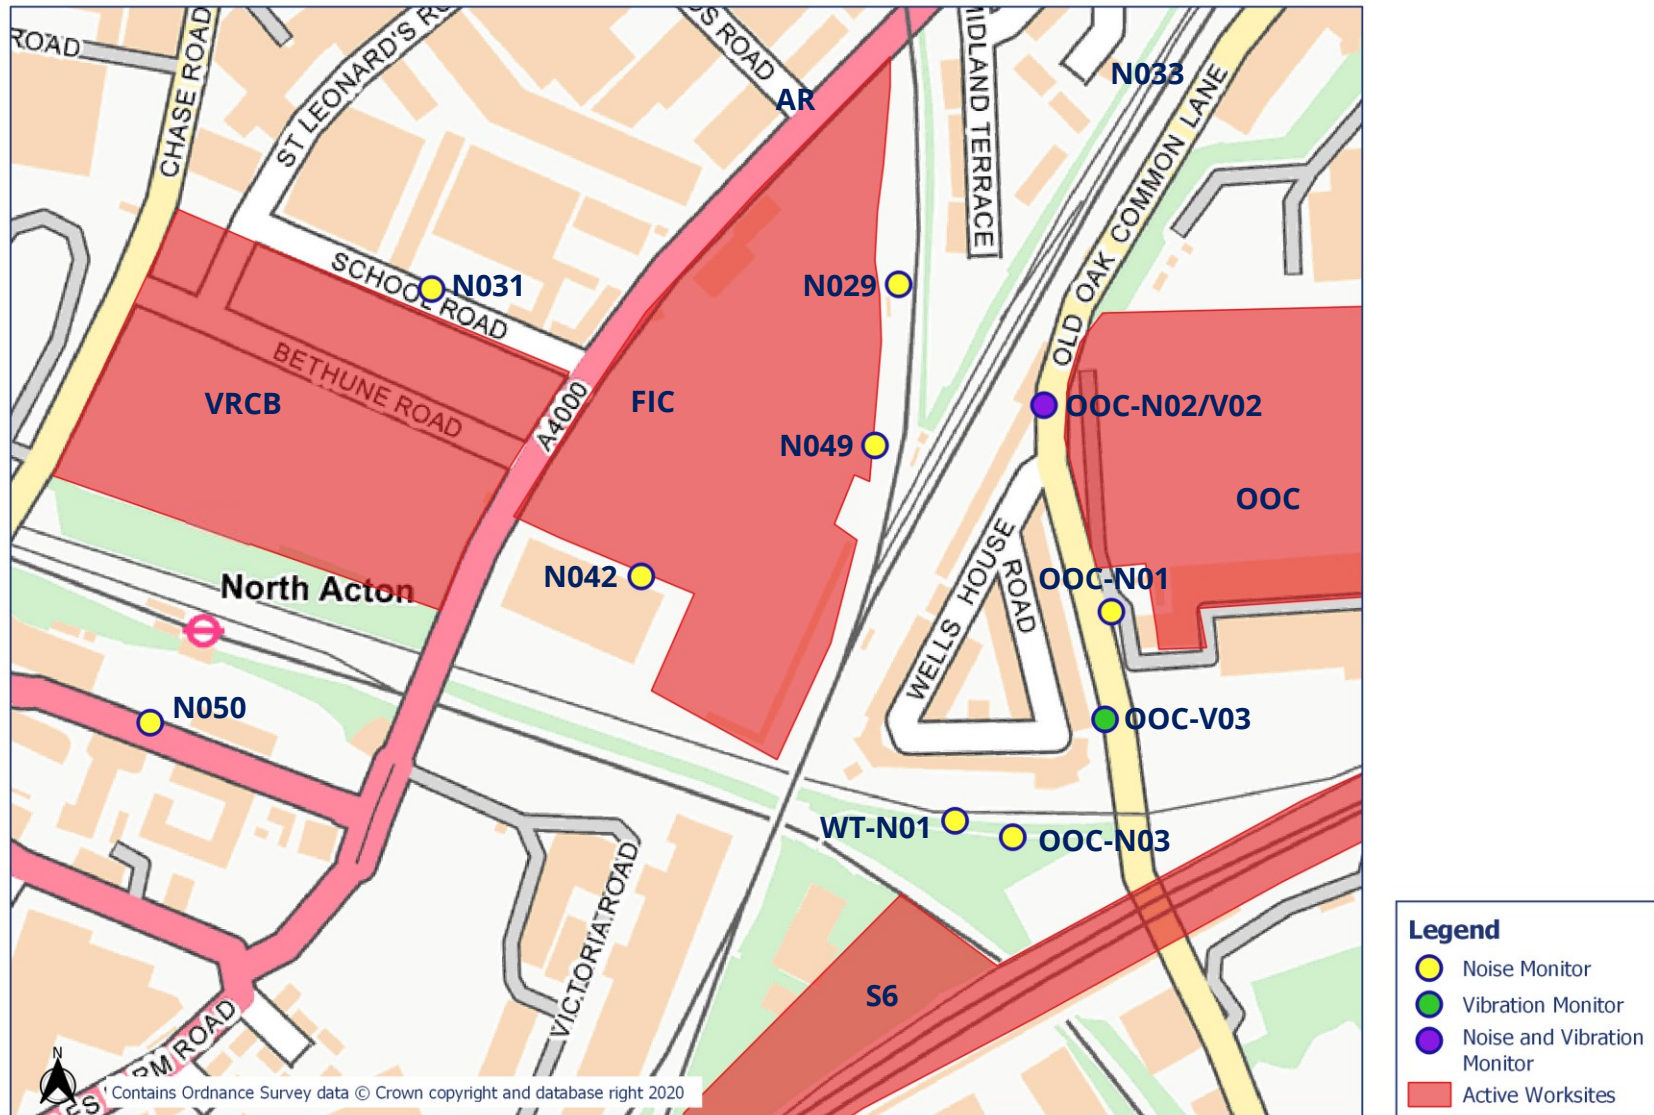 ROAD
CHASE ROAD
ST LEONARD'S RO
OS ROAD
AR
MIDLAND TERRACE
N033
OLD OAK COMMON LANE
SCHOOL ROAD
N031
N029
BETHUNE ROAD
VRCB
A4000
FIC
N049
OOC-N02/V02
OOC
North Acton
N042
WELLS HOUSE
ROAD
OOC-N01
N050
OOC-V03
WT-N01
OOC-N03
VICTORIA ROAD
S6
RM ROAD
N
Contains Ordnance Survey data © Crown copyright and database right 2020
Legend
Noise Monitor
Vibration Monitor
Noise and Vibration
Monitor
Active Worksites